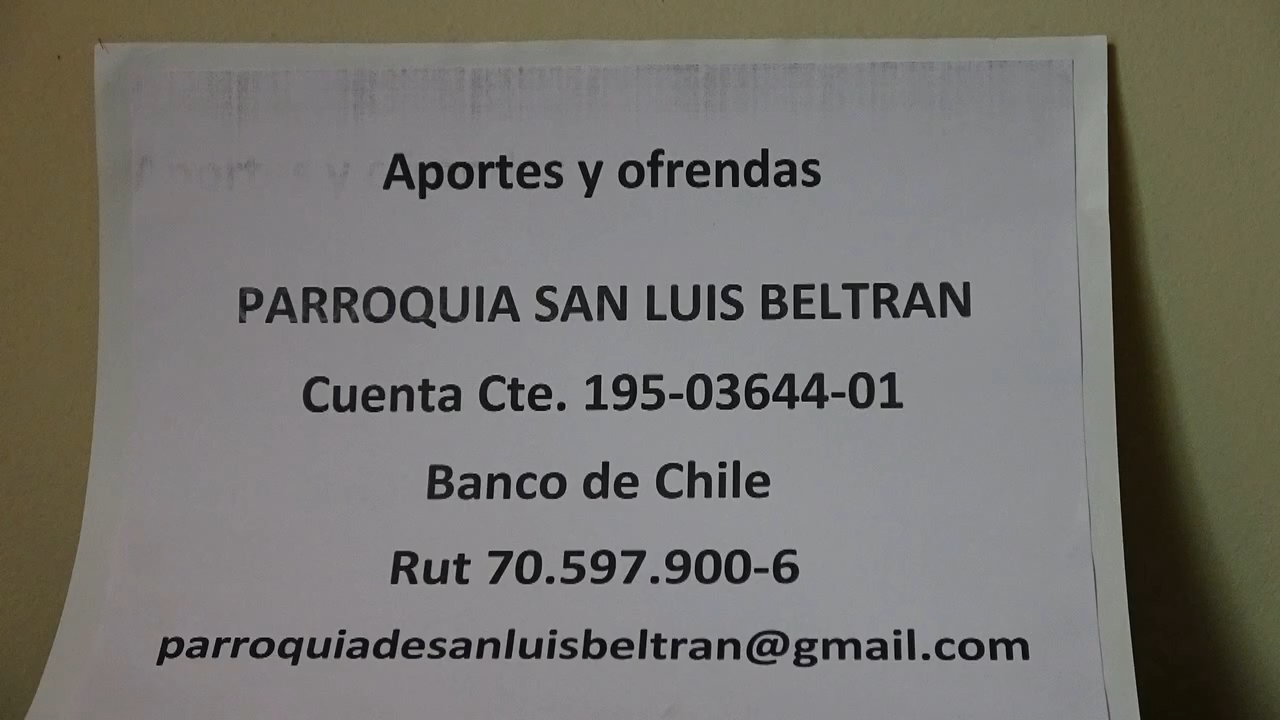 Aportes y ofrendas
PARROQUIA SAN LUIS BELTRAN
Cuenta Cte. 195-03644-01
Banco de Chile
Rut 70.597.900-6
parroquiadesanluisbeltran@gmail.com